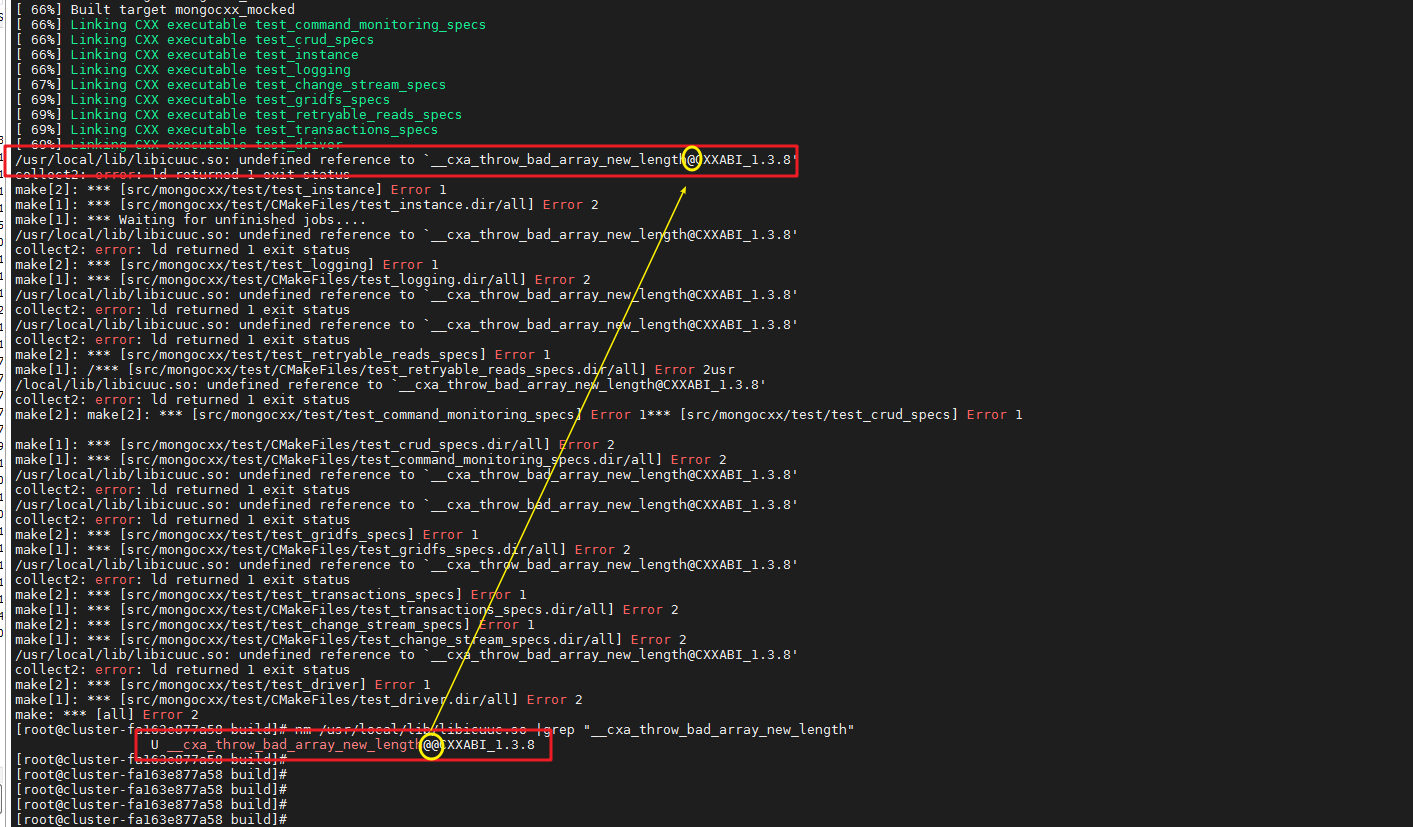 [ 66%] Built target mongocxx_mocked
[ 66%] Linking CXX executable test_command_monitoring_specs
[ 66%] Linking CXX executable test_crud_specs
[ 66%] Linking CXX executable test_instance
[ 66%] Linking CXX executable test_logging
[ 67%] Linking CXX executable test_change_stream_specs
[ 69%] Linking CXX executable test_gridfs_specs
[ 69%] Linking CXX executable test_retryable_reads_specs
[ 69%] Linking CXX executable test_transactions_specs
[ 69%] Linking CXX executable test_driver
/usr/local/lib/libicuuc.so: undefined reference to `__cxa_throw_bad_array_new_length@CXXABI_1.3.8'
collect2: error: ld returned 1 exit status
make[2]: *** [src/mongocxx/test/test_instance] Error 1
make[1]: *** [src/mongocxx/test/CMakeFiles/test_instance.dir/all] Error 2
make[1]: *** Waiting for unfinished jobs....
/usr/local/lib/libicuuc.so: undefined reference to `__cxa_throw_bad_array_new_length@CXXABI_1.3.8'
collect2: error: ld returned 1 exit status
make[2]: *** [src/mongocxx/test/test_logging] Error 1
make[1]: *** [src/mongocxx/test/CMakeFiles/test_logging.dir/all] Error 2
/usr/local/lib/libicuuc.so: undefined reference to `__cxa_throw_bad_array_new_length@CXXABI_1.3.8'
collect2: error: ld returned 1 exit status
/usr/local/lib/libicuuc.so: undefined reference to `__cxa_throw_bad_array_new_length@CXXABI_1.3.8'
collect2: error: ld returned 1 exit status
make[2]: *** [src/mongocxx/test/test_retryable_reads_specs] Error 1
make[1]: /*** [src/mongocxx/test/CMakeFiles/test_retryable_reads_specs.dir/all] Error 2usr
/local/lib/libicuuc.so: undefined reference to `__cxa_throw_bad_array_new_length@CXXABI_1.3.8'
collect2: error: ld returned 1 exit status
make[2]: make[2]: *** [src/mongocxx/test/test_command_monitoring_specs] Error 1*** [src/mongocxx/test/test_crud_specs] Error 1
make[1]: *** [src/mongocxx/test/CMakeFiles/test_crud_specs.dir/all] Error 2
make[1]: *** [src/mongocxx/test/CMakeFiles/test_command_monitoring_specs.dir/all] Error 2
/usr/local/lib/libicuuc.so: undefined reference to `__cxa_throw_bad_array_new_length@CXXABI_1.3.8'
collect2: error: ld returned 1 exit status
/usr/local/lib/libicuuc.so: undefined reference to `__cxa_throw_bad_array_new_length@CXXABI_1.3.8'
collect2: error: ld returned 1 exit status
make[2]: *** [src/mongocxx/test/test_gridfs_specs] Error 1
make[1]: *** [src/mongocxx/test/CMakeFiles/test_gridfs_specs.dir/all] Error 2
/usr/local/lib/libicuuc.so: undefined reference to `__cxa_throw_bad_array_new_length@CXXABI_1.3.8'
collect2: error: ld returned 1 exit status
make[2]: *** [src/mongocxx/test/test_transactions_specs] Error 1
make[1]: *** [src/mongocxx/test/CMakeFiles/test_transactions_specs.dir/all] Error 2
make[2]: *** [src/mongocxx/test/test_change_stream_specs] Error 1
make[1]: *** [src/mongocxx/test/CMakeFiles/test_change_stream_specs.dir/all] Error 2
/usr/local/lib/libicuuc.so: undefined reference to `__cxa_throw_bad_array_new_length@CXXABI_1.3.8'
collect2: error: ld returned 1 exit status
make[2]: *** [src/mongocxx/test/test_driver] Error 1
make[1]: *** [src/mongocxx/test/CMakeFiles/test_driver.dir/all] Error 2
make: *** [all] Error 2
[root@cluster-fa163e877a58 build]# nm /usr/local/lib/libicuuc.so |grep "__cxa_throw_bad_array_new_length"
U __cxa_throw_bad_array_new_length@@CXXABI_1.3.8
[root@cluster-fa163e877a58 build]#
[root@cluster-fa163e877a58 build]#
[root@cluster-fa163e877a58 build]#
[root@cluster-fa163e877a58 build]#
[root@cluster-fa163e877a58 build]#